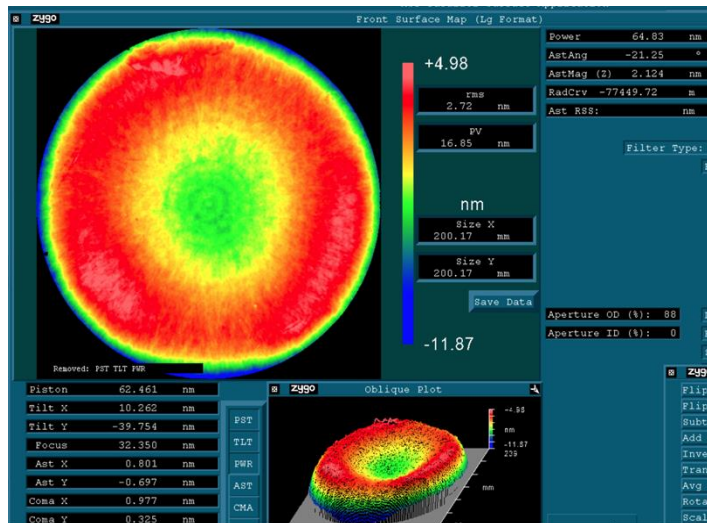 zygo Front Surface Map (Lg Format)
+4.98
rms
2.72 nm
PV
16.85 nm
nm
Size X
200.17 mm
Size Y
200.17 mm
Save Data
-11.87
Removed: PST TLT PWR
Power 64.83 nm
AstAng -21.25 °
AstMag (Z) 2.124 nm
RadCrv -77449.72 m
Ast RSS: nm
Filter Type:
Aperture OD (%): 88
Aperture ID (%): 0
Piston 62.461 nm
Tilt X 10.262 nm
Tilt Y -39.754 nm
Focus 32.350 nm
Ast X 0.801 nm
Ast Y -0.697 nm
Coma X 0.977 nm
Coma Y 0.325 nm
PST
TLT
PWR
AST
CMA
zygo Oblique Plot
+4.98
nm
-11.87
239
mm
zygo
Flip
Flip
Subt
Add
Inve
Tran
Avg
Rota
Scal